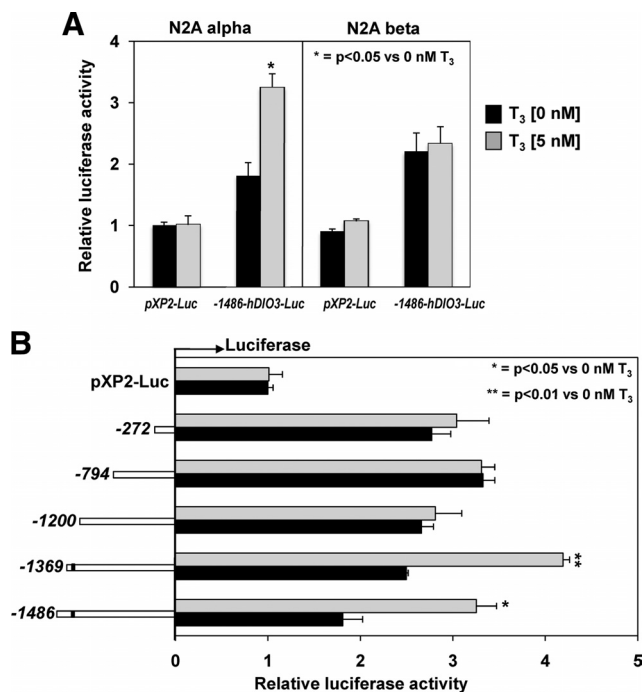 A
N2A alpha
N2A beta
* = p<0.05 vs 0 nM T3
*
Relative luciferase activity
4
3
2
1
0
pXP2-Luc
-1486-hDIO3-Luc
pXP2-Luc
-1486-hDIO3-Luc
T3 [0 nM]
T3 [5 nM]
B
Luciferase
* = p<0.05 vs 0 nM T3
** = p<0.01 vs 0 nM T3
pXP2-Luc
-272
-794
-1200
-1369
**
-1486
*
0
1
2
3
4
5
Relative luciferase activity